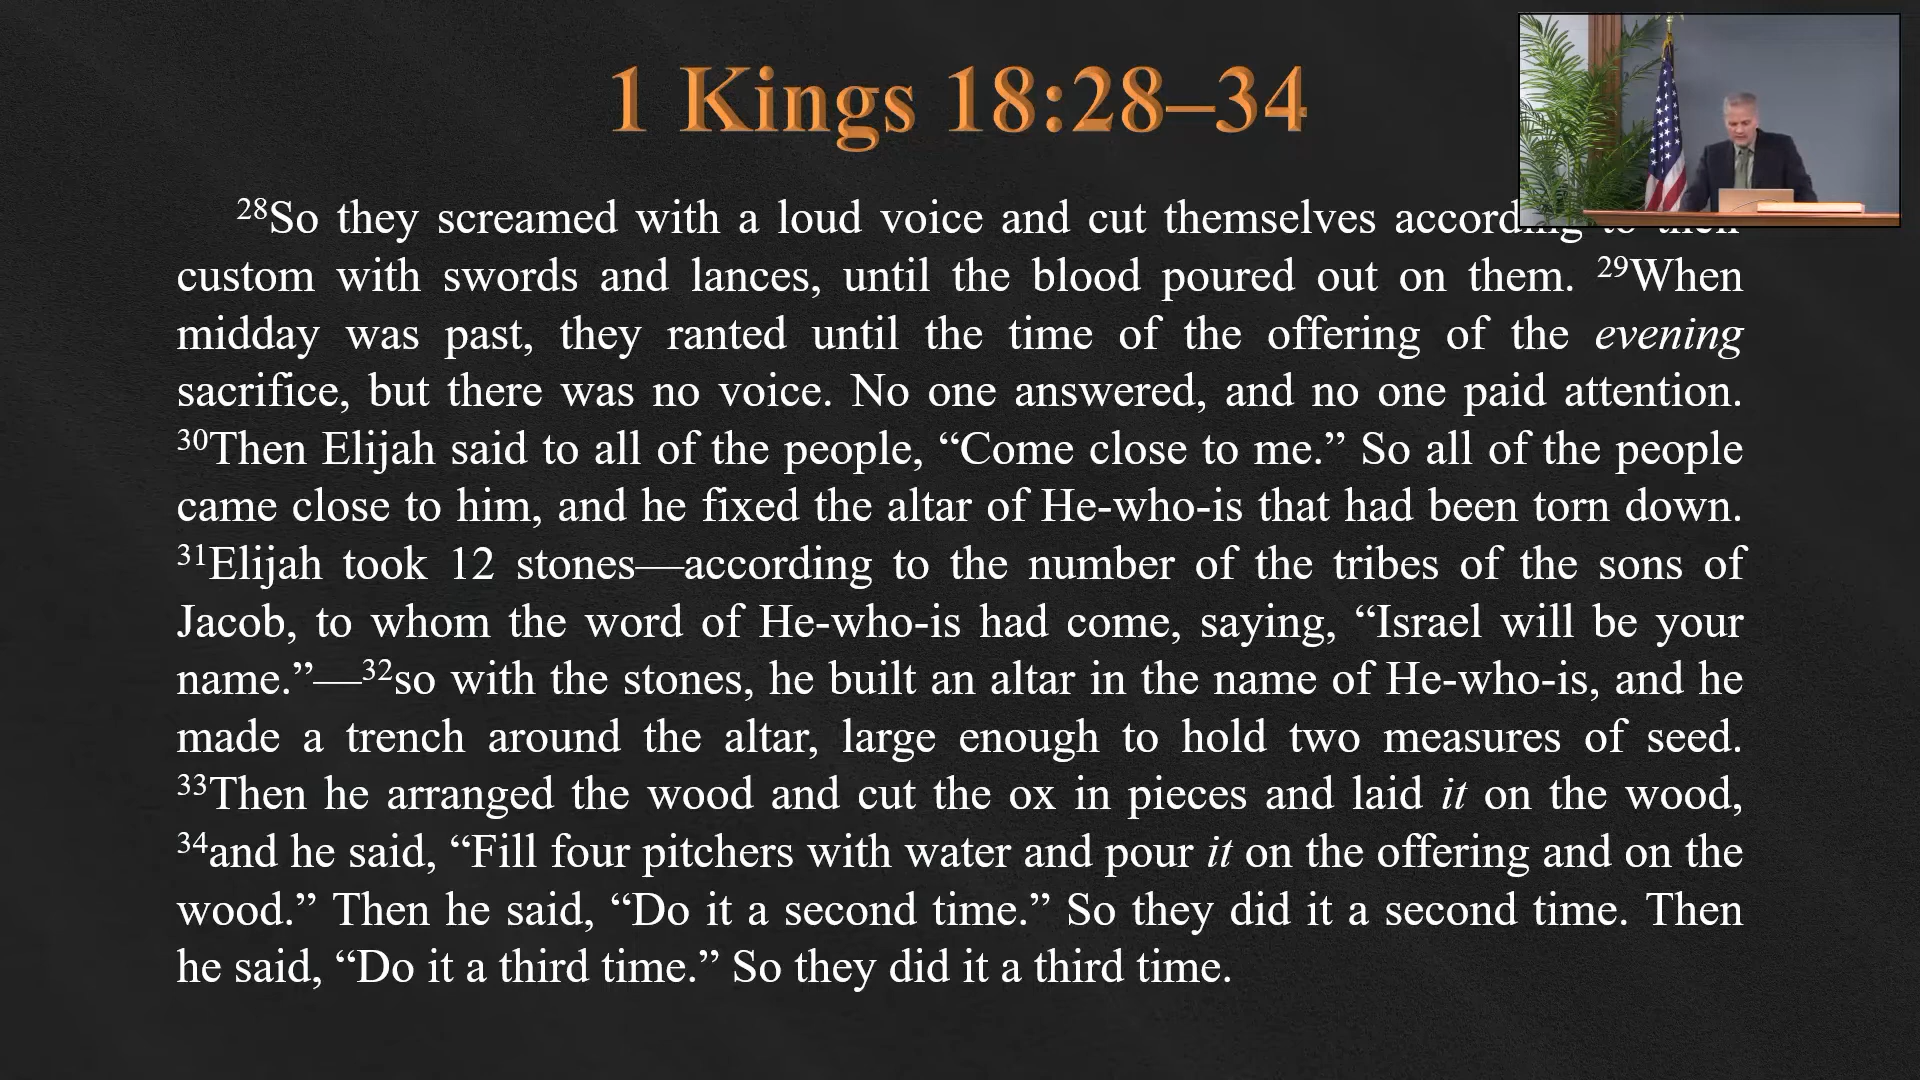 1 Kings 18:28–34
²⁸So they screamed with a loud voice and cut themselves according to their
custom with swords and lances, until the blood poured out on them. ²⁹When
midday was past, they ranted until the time of the offering of the evening
sacrifice, but there was no voice. No one answered, and no one paid attention.
³⁰Then Elijah said to all of the people, “Come close to me.” So all of the people
came close to him, and he fixed the altar of He-who-is that had been torn down.
³¹Elijah took 12 stones—according to the number of the tribes of the sons of
Jacob, to whom the word of He-who-is had come, saying, “Israel will be your
name.”—³²so with the stones, he built an altar in the name of He-who-is, and he
made a trench around the altar, large enough to hold two measures of seed.
³³Then he arranged the wood and cut the ox in pieces and laid it on the wood,
³⁴and he said, “Fill four pitchers with water and pour it on the offering and on the
wood.” Then he said, “Do it a second time.” So they did it a second time. Then
he said, “Do it a third time.” So they did it a third time.